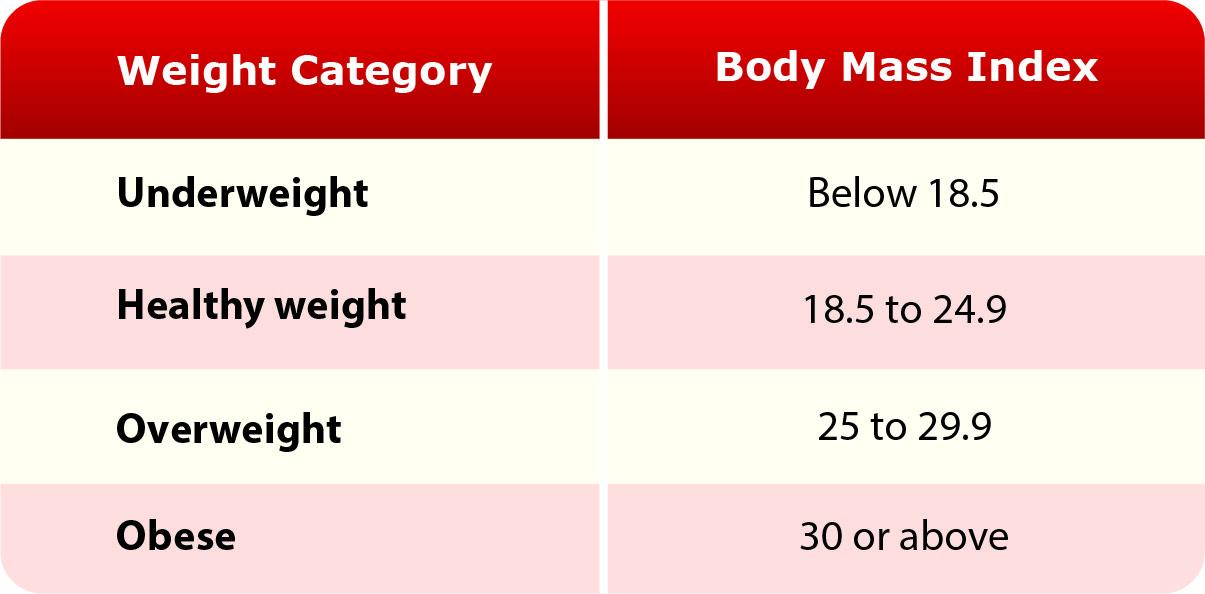 Weight Category
Body Mass Index
Underweight
Below 18.5
Healthy weight
18.5 to 24.9
Overweight
25 to 29.9
Obese
30 or above